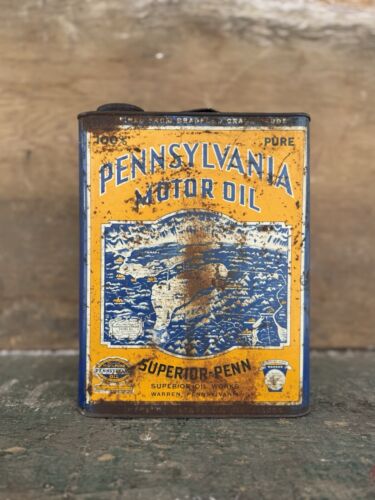 100% PURE
PENNSYLVANIA
MOTOR OIL
SUPERIOR-PENN
SUPERIOR OIL WORKS
WARREN, PENNSYLVANIA